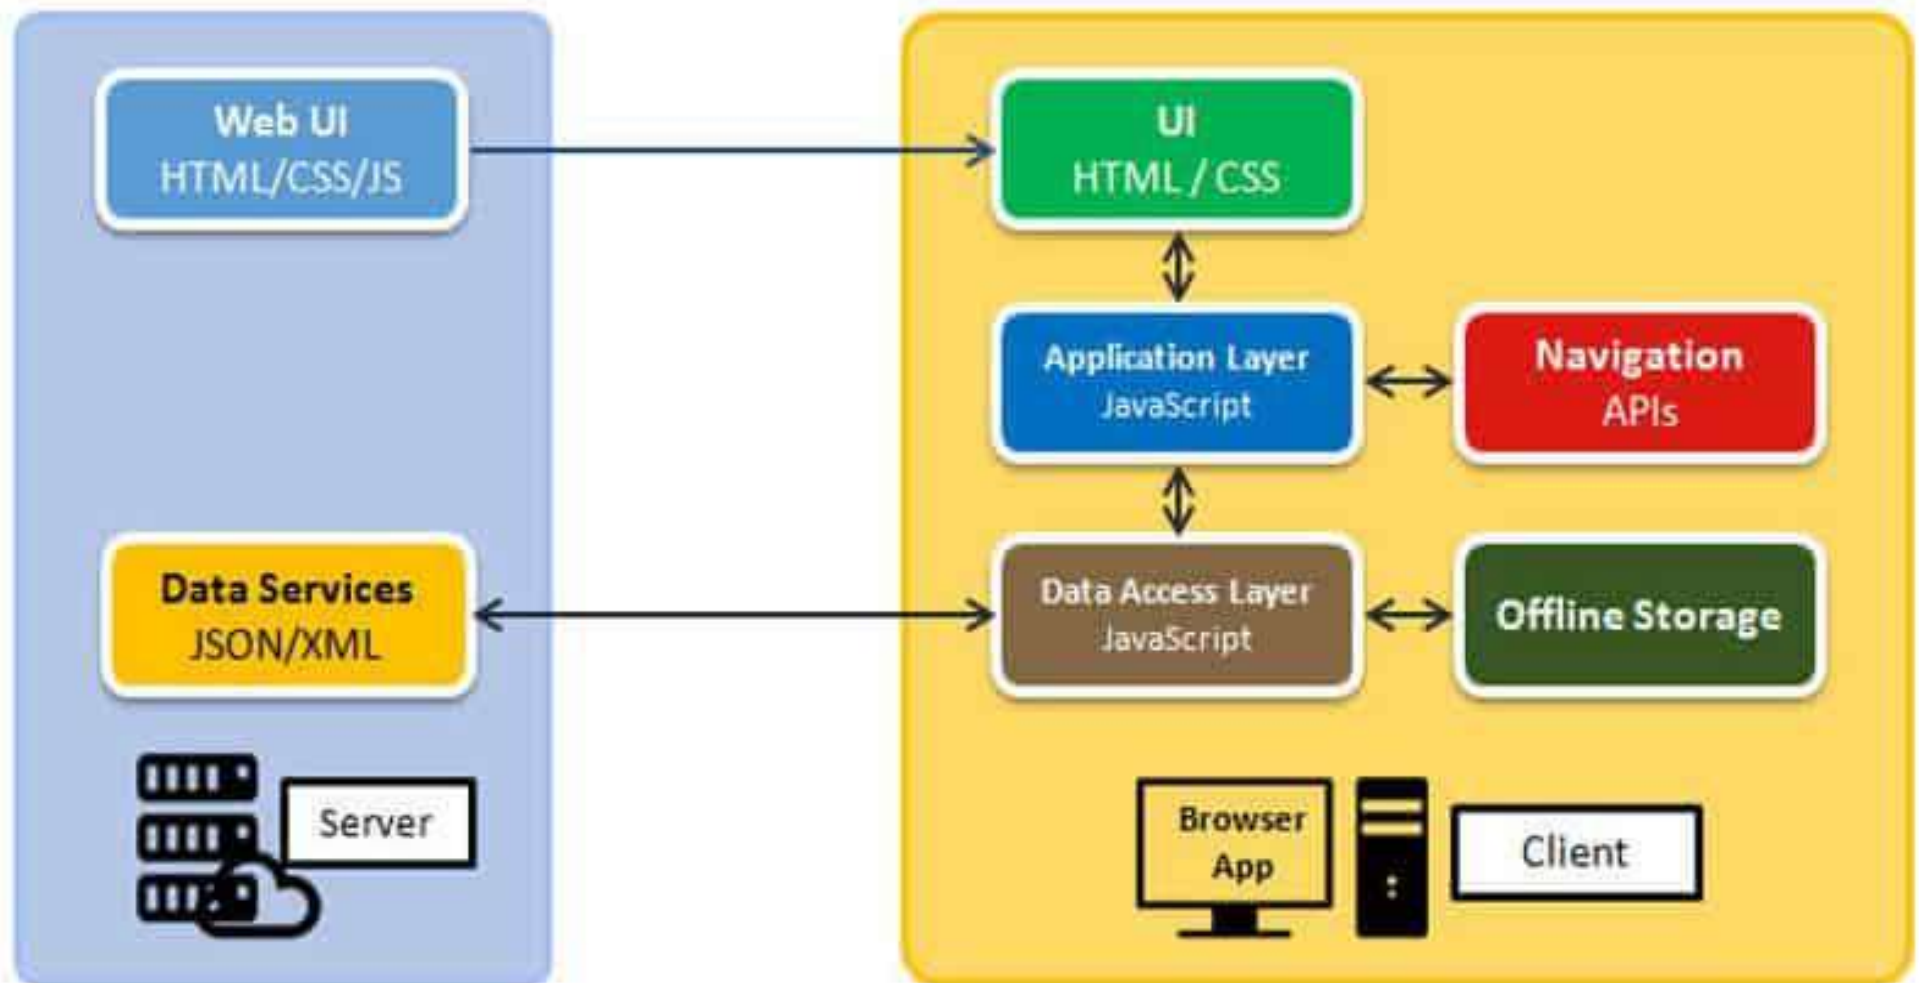 Web UI
HTML/CSS/JS
UI
HTML / CSS
Application Layer
JavaScript
Navigation
APIs
Data Services
JSON/XML
Data Access Layer
JavaScript
Offline Storage
Server
Browser
App
Client